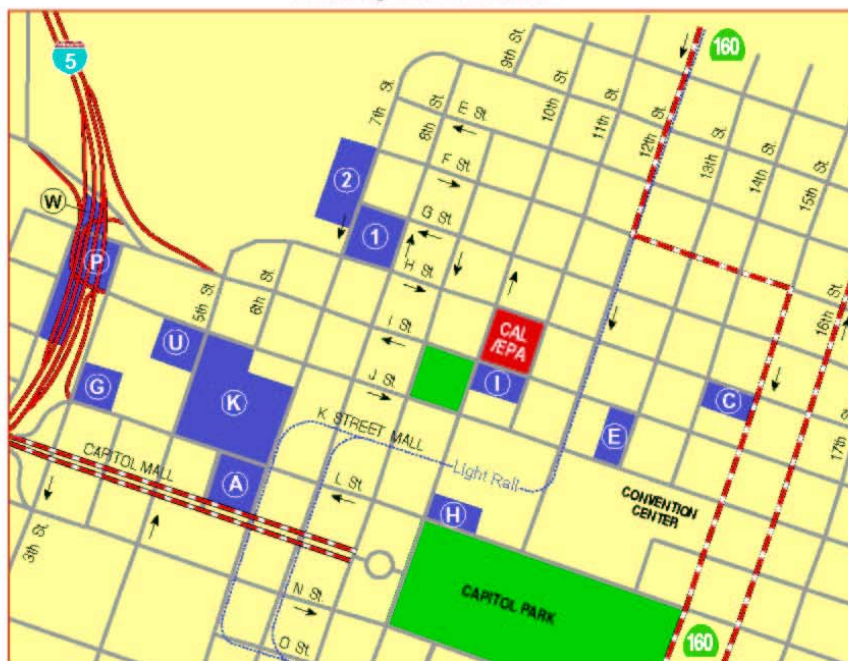 160
5
9th St.
7th St.
8th St.
E St.
10th St.
11th St.
12th St.
13th St.
14th St.
15th St.
F St.
2
W
1
G St.
P
H St.
5th St.
6th St.
16th St.
I St.
CAL
/EPA
U
J St.
I
G
K
C
17th St.
K STREET MALL
E
CAPITOL MALL
A
Light Rail
L St.
CONVENTION
CENTER
H
3th St.
N St.
CAPITOL PARK
O St.
160